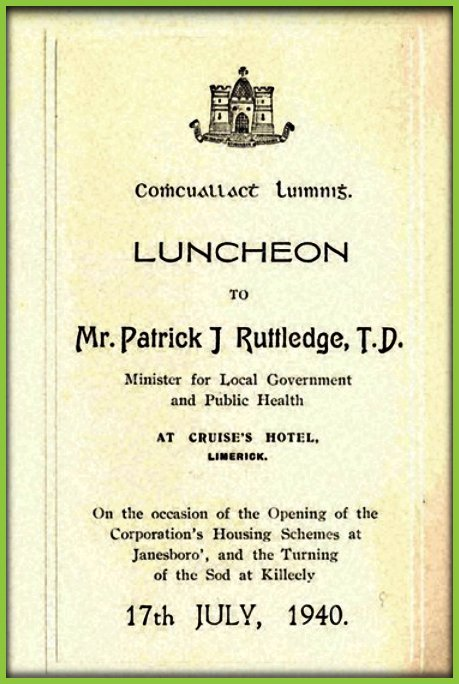 Coṁcuallact Luimniġ.
LUNCHEON
TO
Mr. Patrick J Ruttledge, T.D.
Minister for Local Government
and Public Health
AT CRUISE'S HOTEL,
LIMERICK.
On the occasion of the Opening of the
Corporation's Housing Schemes at
Janesboro', and the Turning
of the Sod at Killeely
17th JULY, 1940.